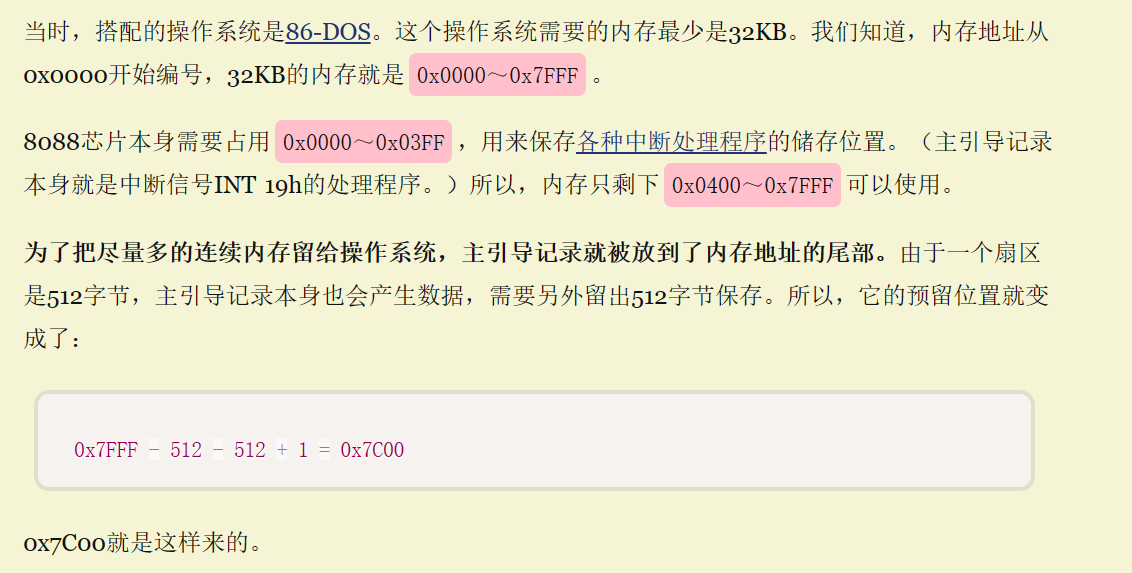 当时，搭配的操作系统是86-DOS。这个操作系统需要的内存最少是32KB。我们知道，内存地址从
0x0000开始编号，32KB的内存就是 0x0000～0x7FFF 。
8088芯片本身需要占用 0x0000～0x03FF ，用来保存各种中断处理程序的储存位置。（主引导记录
本身就是中断信号INT 19h的处理程序。）所以，内存只剩下 0x0400～0x7FFF 可以使用。
为了把尽量多的连续内存留给操作系统，主引导记录就被放到了内存地址的尾部。由于一个扇区
是512字节，主引导记录本身也会产生数据，需要另外留出512字节保存。所以，它的预留位置就变
成了：
0x7FFF - 512 - 512 + 1 = 0x7C00
0x7C00就是这样来的。